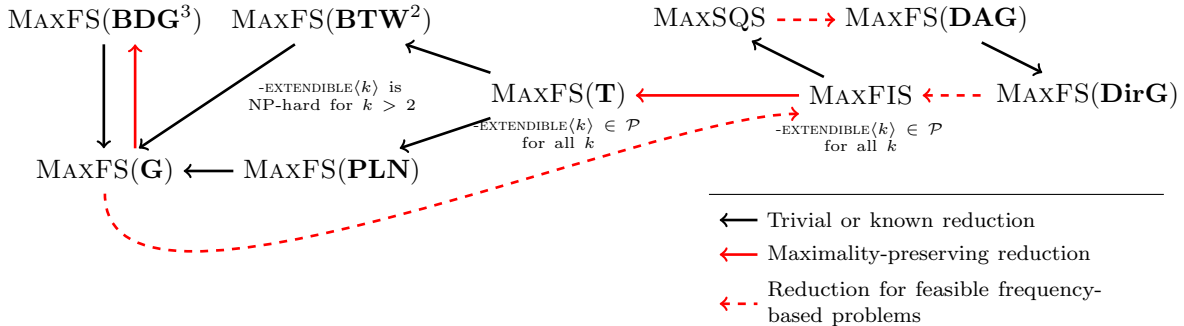 MAXFS(BDG³)
MAXFS(BTW²)
MAXSQS
MAXFS(DAG)
-EXTENDIBLE⟨k⟩ is
NP-hard for k > 2
MAXFS(T)
MAXFIS
MAXFS(DirG)
-EXTENDIBLE⟨k⟩ ∈ 𝒫
for all k
-EXTENDIBLE⟨k⟩ ∈ 𝒫
for all k
MAXFS(G)
MAXFS(PLN)
Trivial or known reduction
Maximality-preserving reduction
Reduction for feasible frequency-
based problems